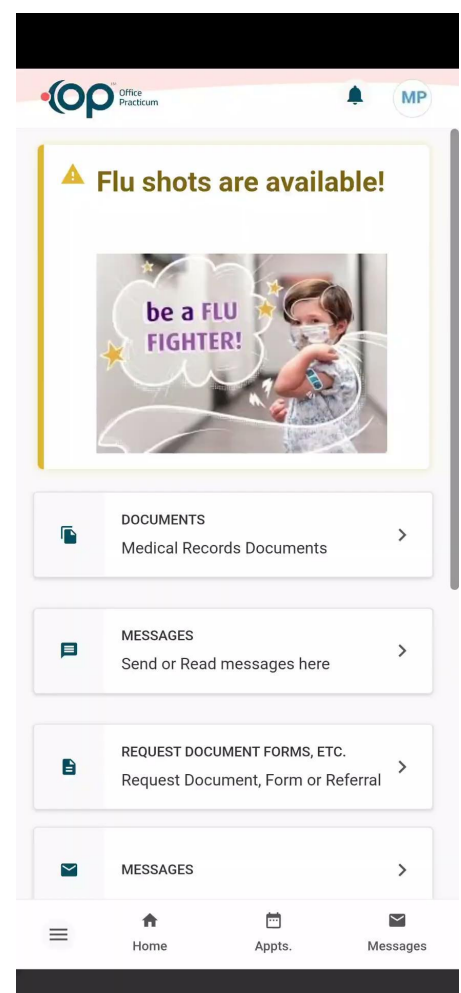 Office
Practicum
MP
Flu shots are available!
be a FLU
FIGHTER!
DOCUMENTS
Medical Records Documents
MESSAGES
Send or Read messages here
REQUEST DOCUMENT FORMS, ETC.
Request Document, Form or Referral
MESSAGES
Home
Appts.
Messages